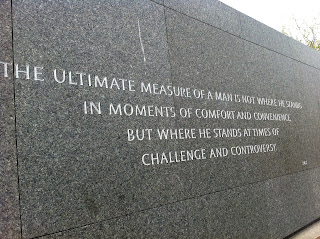 THE ULTIMATE MEASURE OF A MAN IS NOT WHERE HE STANDS
IN MOMENTS OF COMFORT AND CONVENIENCE,
BUT WHERE HE STANDS AT TIMES OF
CHALLENGE AND CONTROVERSY.